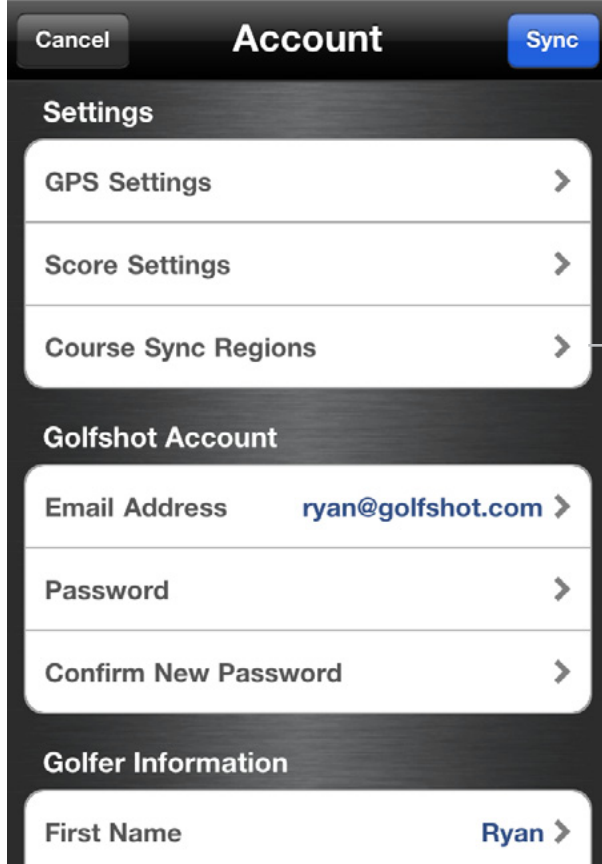 Cancel Account Sync
Settings
GPS Settings
Score Settings
Course Sync Regions
Golfshot Account
Email Address ryan@golfshot.com
Password
Confirm New Password
Golfer Information
First Name Ryan